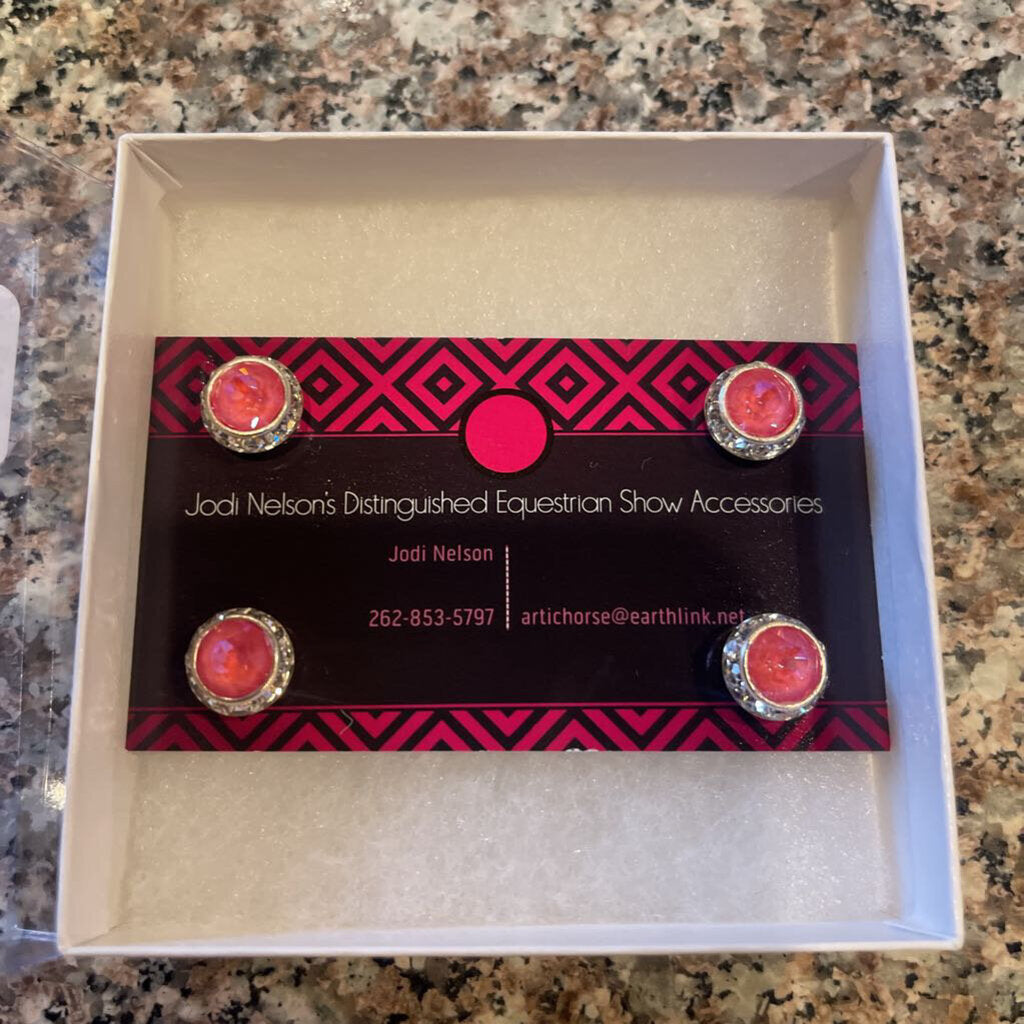 Jodi Nelson's Distinguished Equestrian Show Accessories
Jodi Nelson
262-853-5797
artichorse@earthlink.net